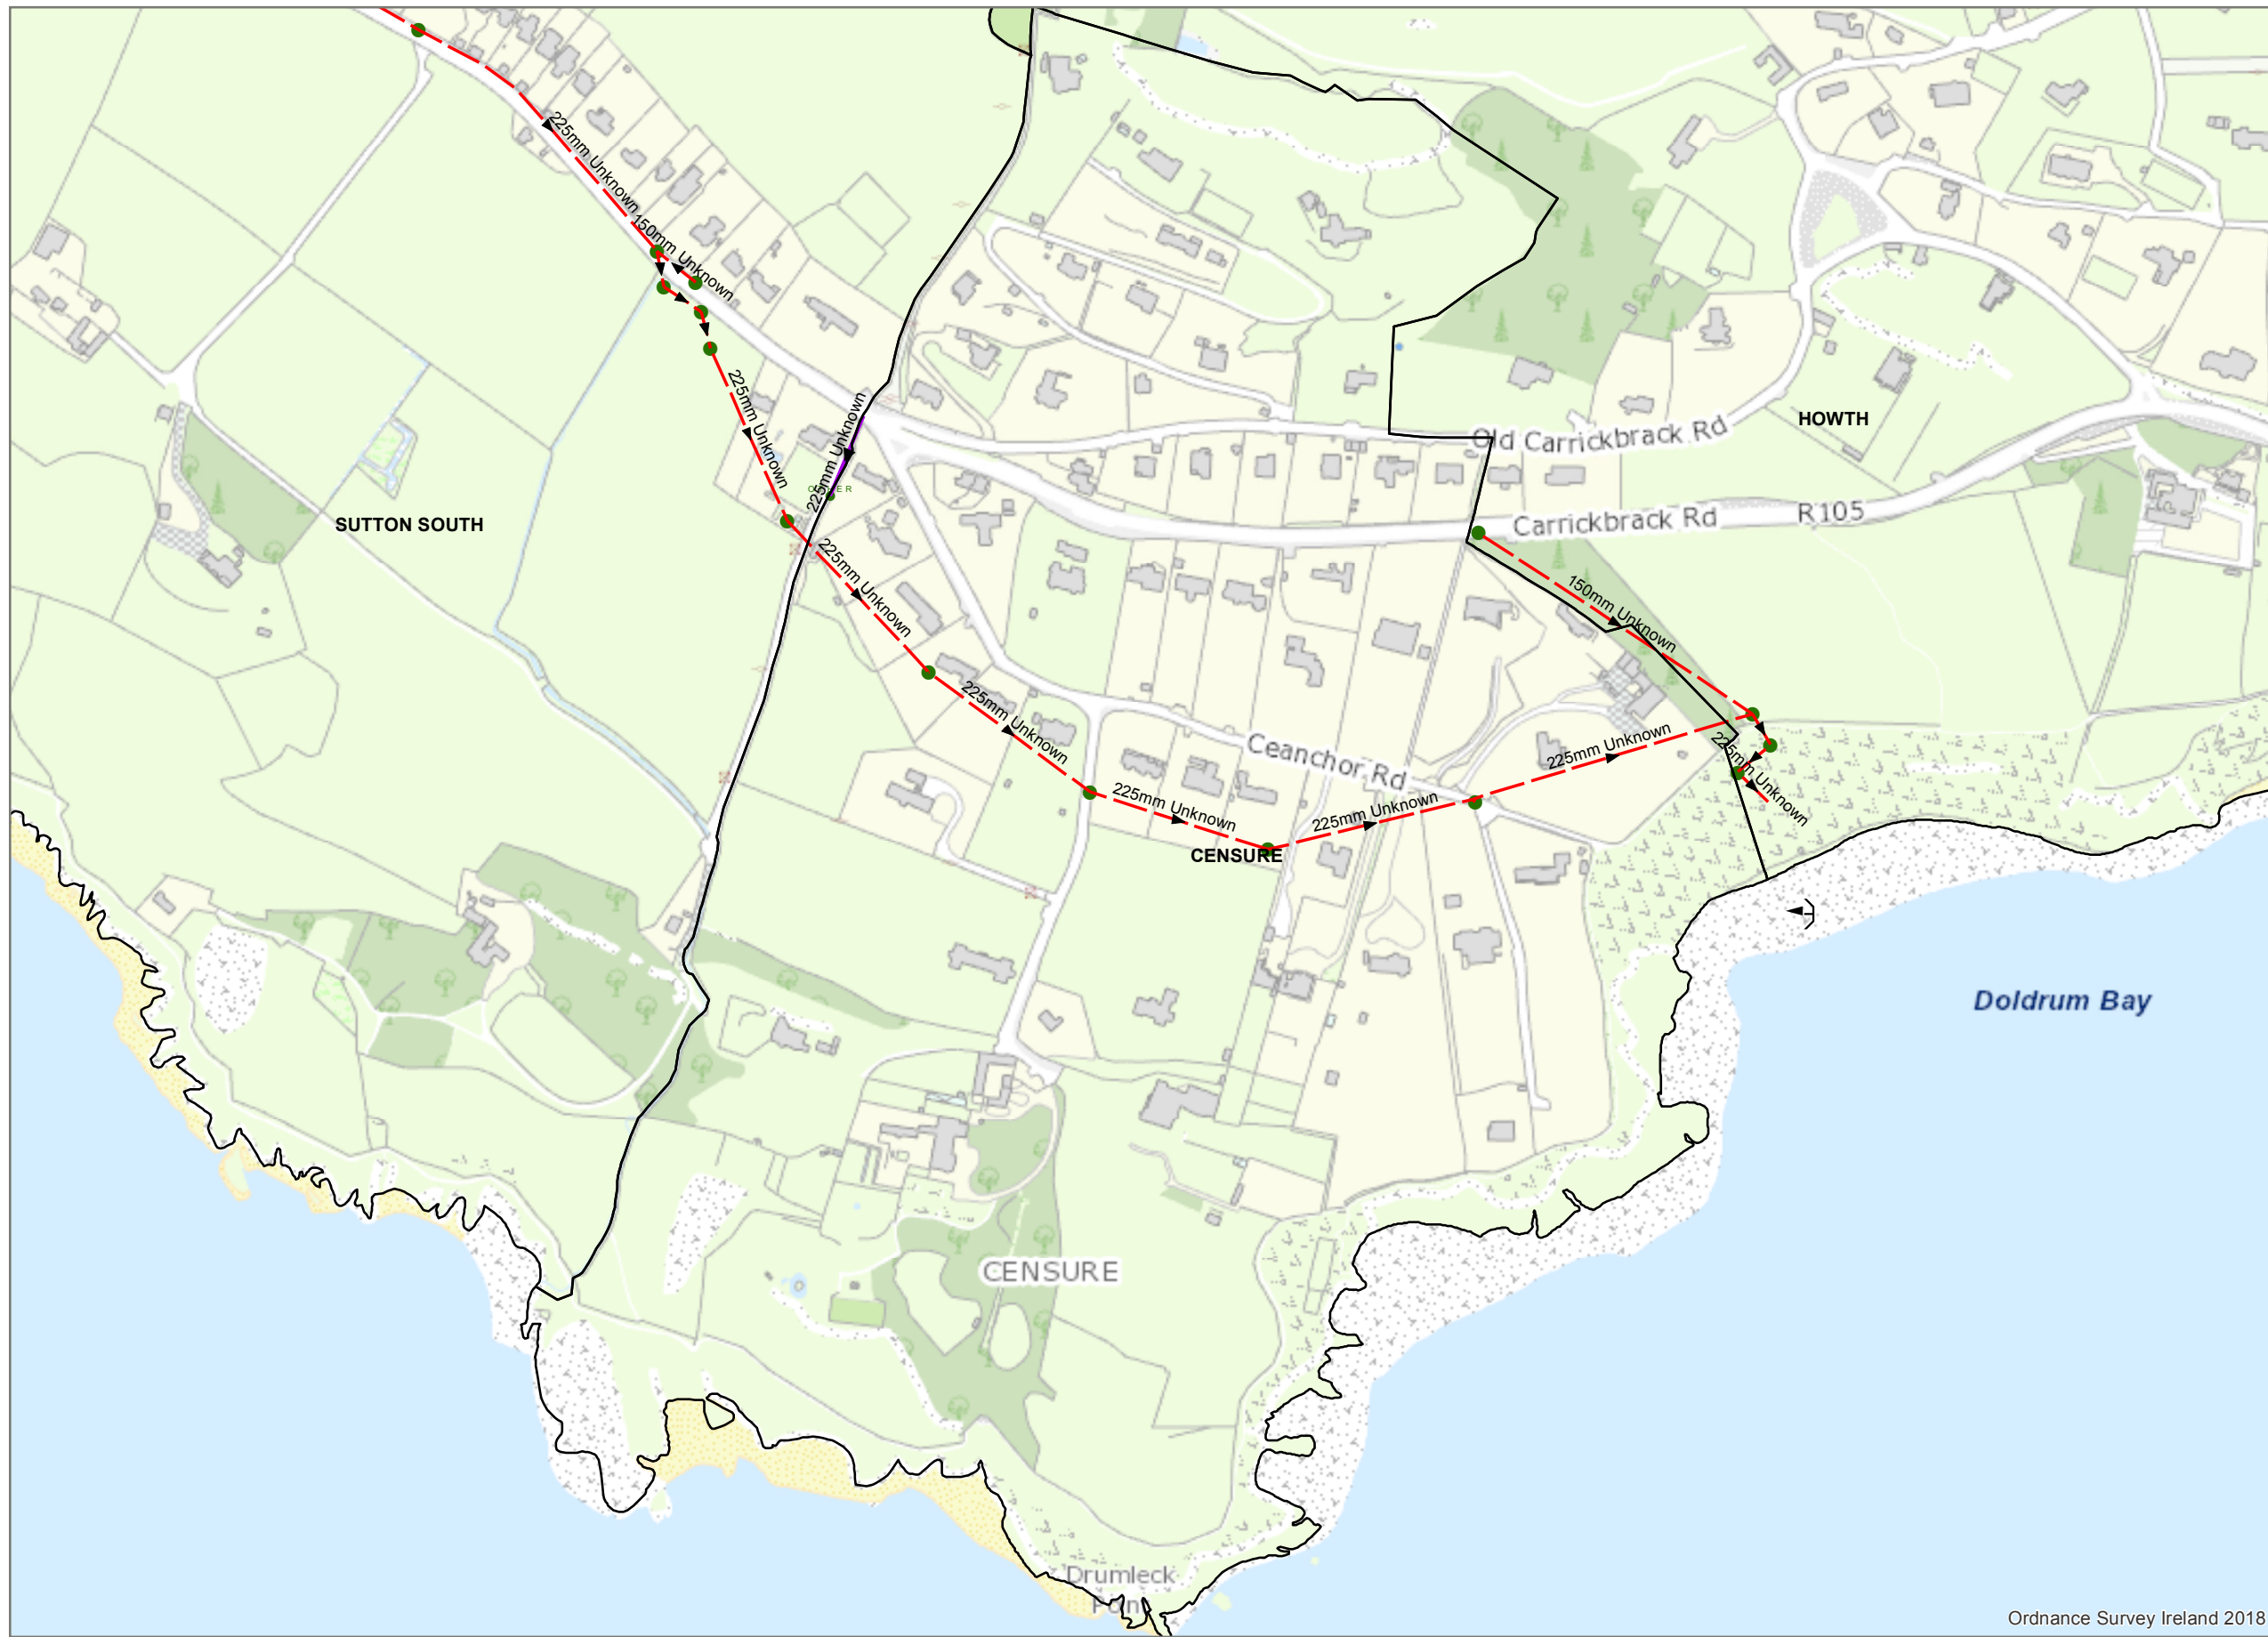 225mm Unknown
150mm Unknown
225mm Unknown
225mm Unknown
HOWTH
Old Carrickbrack Rd
Carrickbrack Rd
R105
SUTTON SOUTH
225mm Unknown
150mm Unknown
225mm Unknown
Ceanchor Rd
225mm Unknown
225mm Unknown
225mm Unknown
225mm Unknown
CENSURE
Doldrum Bay
CENSURE
Drumleck
Point
Ordnance Survey Ireland 2018